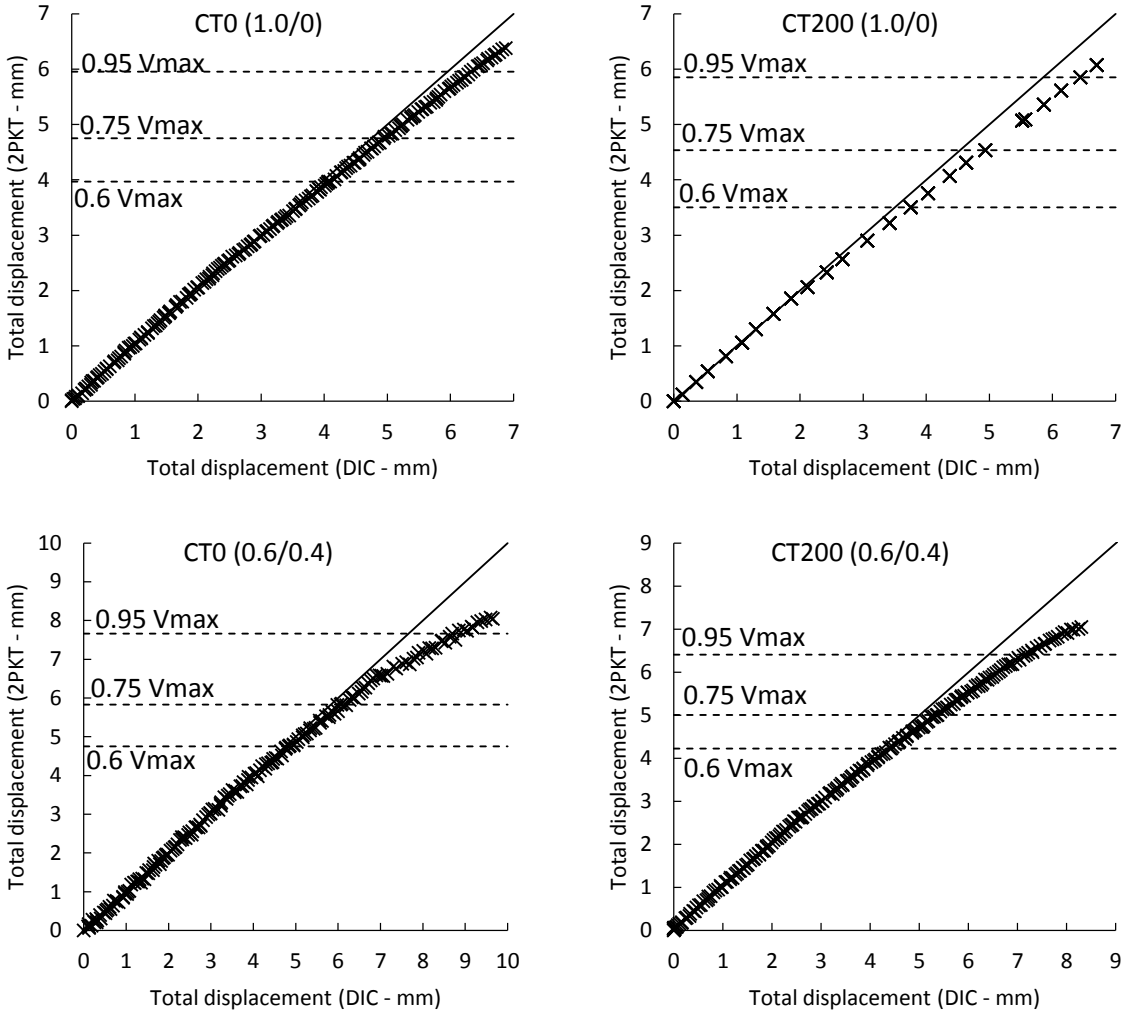 CT0 (1.0/0)
7
6
5
4
3
2
1
0
0.95 Vmax
0.75 Vmax
0.6 Vmax
0 1 2 3 4 5 6 7
Total displacement (DIC - mm)
Total displacement (2PKT - mm)
CT200 (1.0/0)
7
6
5
4
3
2
1
0
0.95 Vmax
0.75 Vmax
0.6 Vmax
0 1 2 3 4 5 6 7
Total displacement (DIC - mm)
Total displacement (2PKT - mm)
CT0 (0.6/0.4)
10
9
8
7
6
5
4
3
2
1
0
0.95 Vmax
0.75 Vmax
0.6 Vmax
0 1 2 3 4 5 6 7 8 9 10
Total displacement (DIC - mm)
Total displacement (2PKT - mm)
CT200 (0.6/0.4)
9
8
7
6
5
4
3
2
1
0
0.95 Vmax
0.75 Vmax
0.6 Vmax
0 1 2 3 4 5 6 7 8 9
Total displacement (DIC - mm)
Total displacement (2PKT - mm)